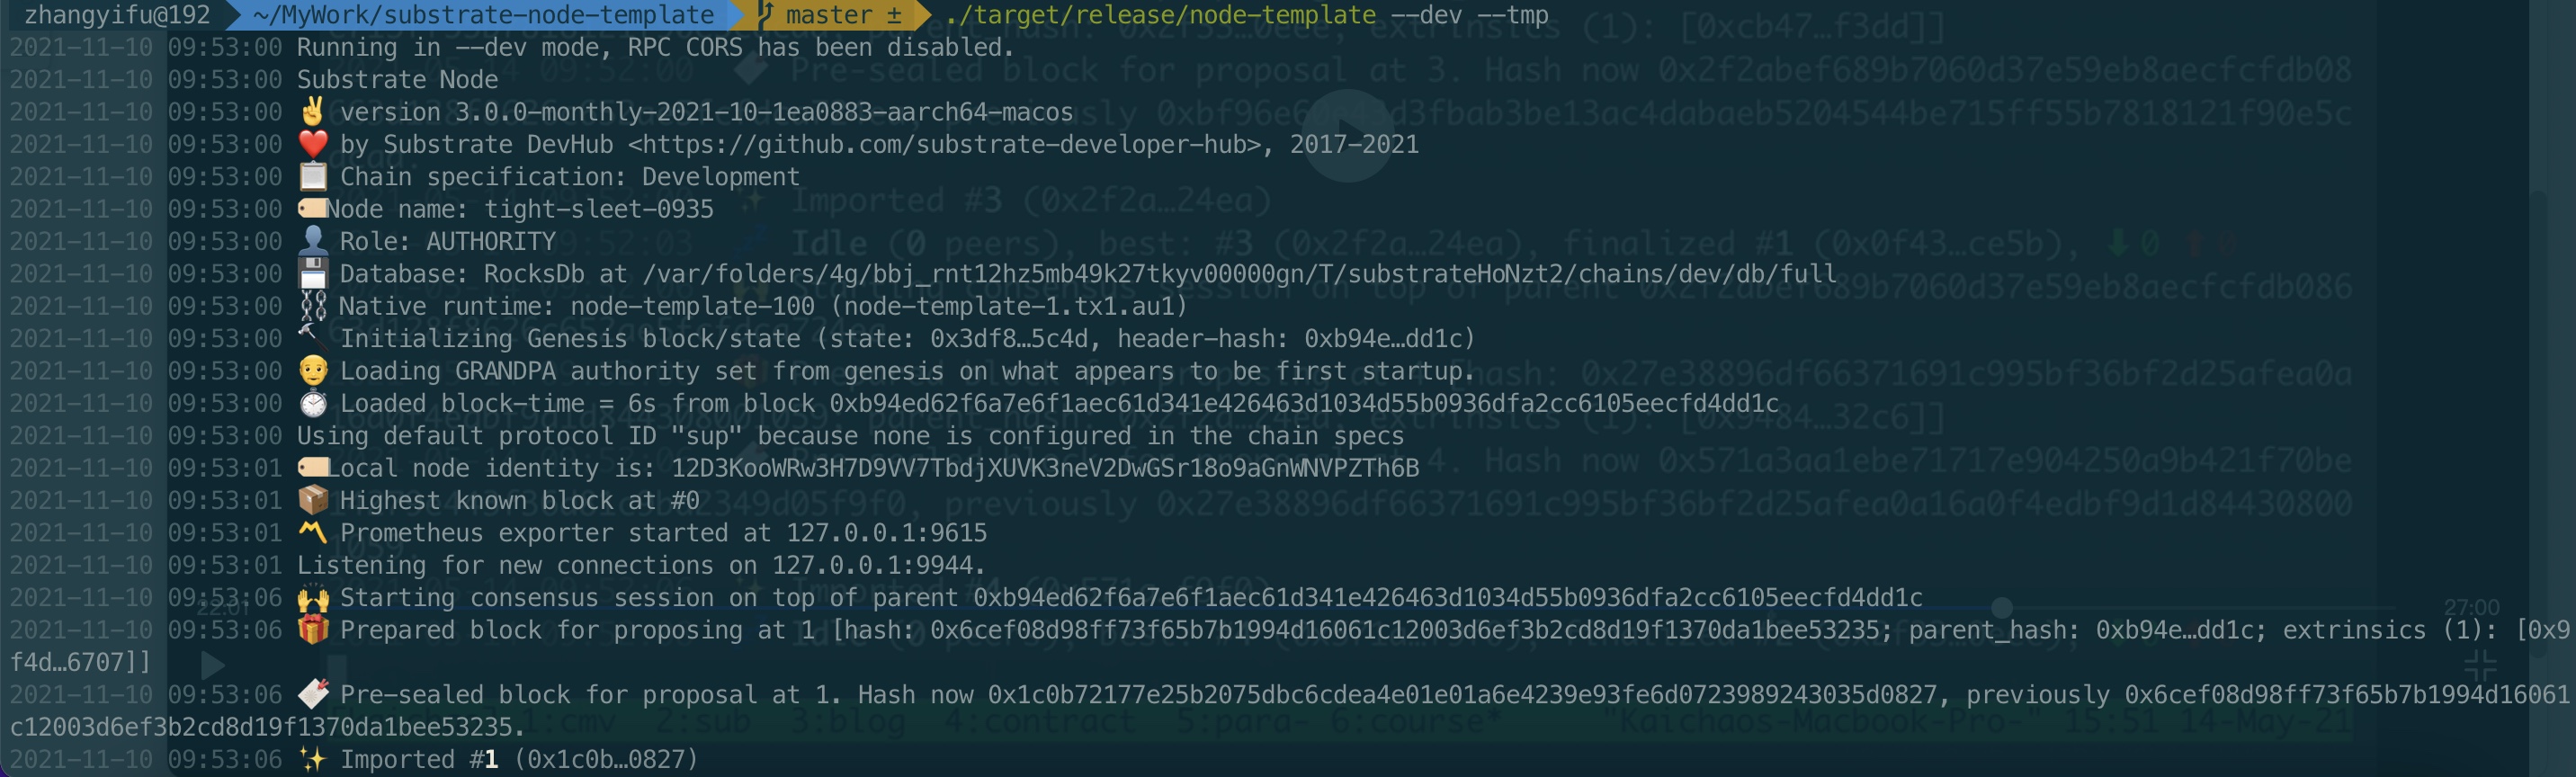 zhangyifu@192 ~/MyWork/substrate-node-template master ± ./target/release/node-template --dev --tmp
2021-11-10 09:53:00 Running in --dev mode, RPC CORS has been disabled.
2021-11-10 09:53:00 Substrate Node
2021-11-10 09:53:00 ✌️ version 3.0.0-monthly-2021-10-1ea0883-aarch64-macos
2021-11-10 09:53:00 ❤️ by Substrate DevHub <https://github.com/substrate-developer-hub>, 2017-2021
2021-11-10 09:53:00 📋 Chain specification: Development
2021-11-10 09:53:00 🏷 Node name: tight-sleet-0935
2021-11-10 09:53:00 👤 Role: AUTHORITY
2021-11-10 09:53:00 💾 Database: RocksDb at /var/folders/4g/bbj_rnt12hz5mb49k27tkyv00000gn/T/substrateHoNzt2/chains/dev/db/full
2021-11-10 09:53:00 ⛓ Native runtime: node-template-100 (node-template-1.tx1.au1)
2021-11-10 09:53:00 🔨 Initializing Genesis block/state (state: 0x3df8…5c4d, header-hash: 0xb94e…dd1c)
2021-11-10 09:53:00 👴 Loading GRANDPA authority set from genesis on what appears to be first startup.
2021-11-10 09:53:00 ⏱ Loaded block-time = 6s from block 0xb94ed62f6a7e6f1aec61d341e426463d1034d55b0936dfa2cc6105eecfd4dd1c
2021-11-10 09:53:00 Using default protocol ID "sup" because none is configured in the chain specs
2021-11-10 09:53:01 🏷 Local node identity is: 12D3KooWRw3H7D9VV7TbdjXUVK3neV2DwGSr18o9aGnWNVPZTh6B
2021-11-10 09:53:01 📦 Highest known block at #0
2021-11-10 09:53:01 〽️ Prometheus exporter started at 127.0.0.1:9615
2021-11-10 09:53:01 Listening for new connections on 127.0.0.1:9944.
2021-11-10 09:53:06 🙌 Starting consensus session on top of parent 0xb94ed62f6a7e6f1aec61d341e426463d1034d55b0936dfa2cc6105eecfd4dd1c
2021-11-10 09:53:06 🎁 Prepared block for proposing at 1 [hash: 0x6cef08d98ff73f65b7b1994d16061c12003d6ef3b2cd8d19f1370da1bee53235; parent_hash: 0xb94e…dd1c; extrinsics (1): [0x9
f4d…6707]]
2021-11-10 09:53:06 🔖 Pre-sealed block for proposal at 1. Hash now 0x1c0b72177e25b2075dbc6cdea4e01e01a6e4239e93fe6d0723989243035d0827, previously 0x6cef08d98ff73f65b7b1994d16061
c12003d6ef3b2cd8d19f1370da1bee53235.
2021-11-10 09:53:06 ✨ Imported #1 (0x1c0b…0827)